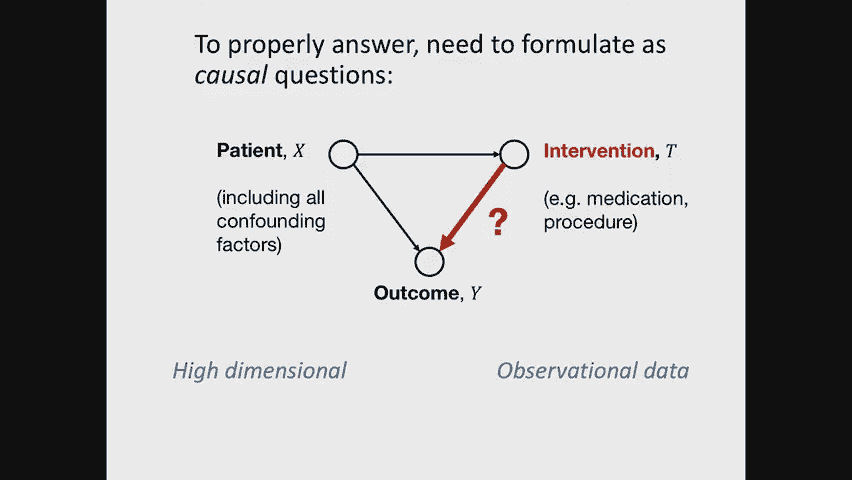 To properly answer, need to formulate as
causal questions:
Patient, X
Intervention, T
(including all
confounding
factors)
(e.g. medication,
procedure)
?
Outcome, Y
High dimensional
Observational data